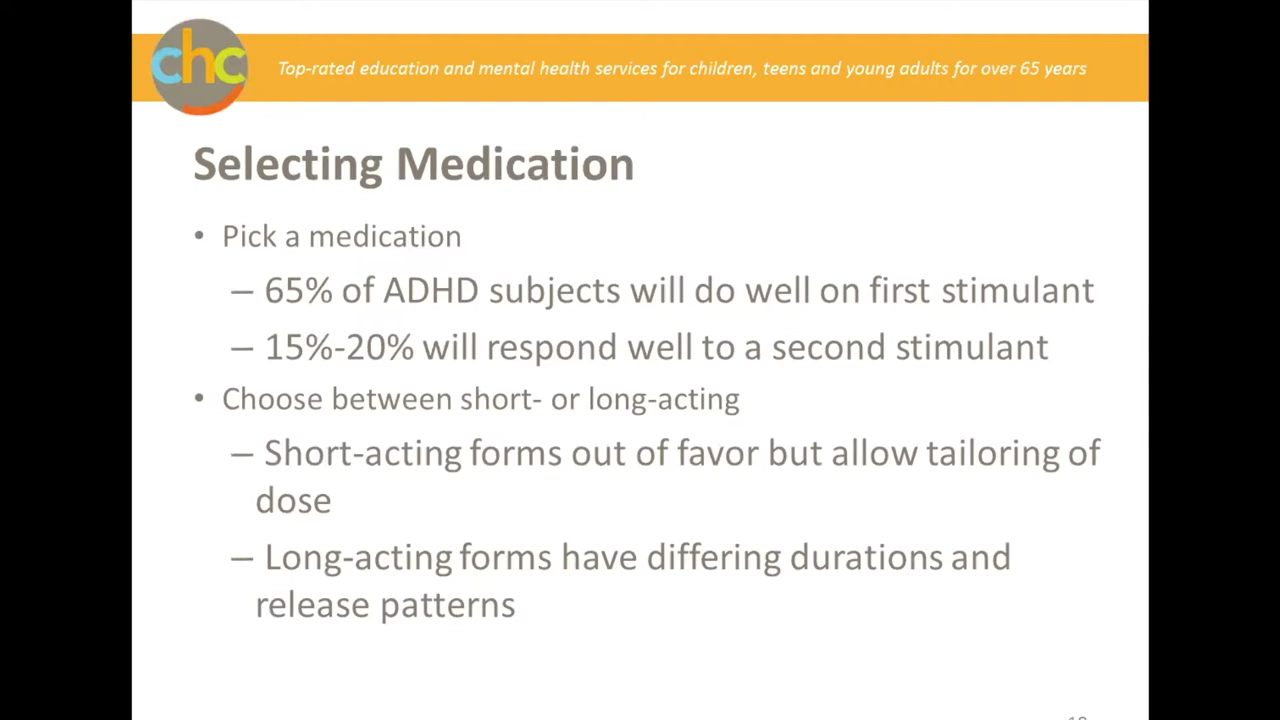 chc
Top-rated education and mental health services for children, teens and young adults for over 65 years
Selecting Medication
• Pick a medication
– 65% of ADHD subjects will do well on first stimulant
– 15%-20% will respond well to a second stimulant
• Choose between short- or long-acting
– Short-acting forms out of favor but allow tailoring of
dose
– Long-acting forms have differing durations and
release patterns